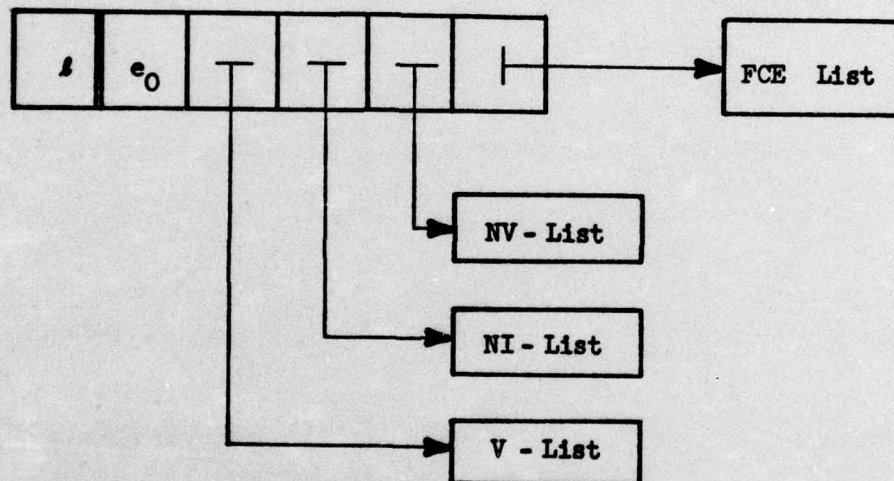 ℓ e₀
FCE List
NV - List
NI - List
V - List